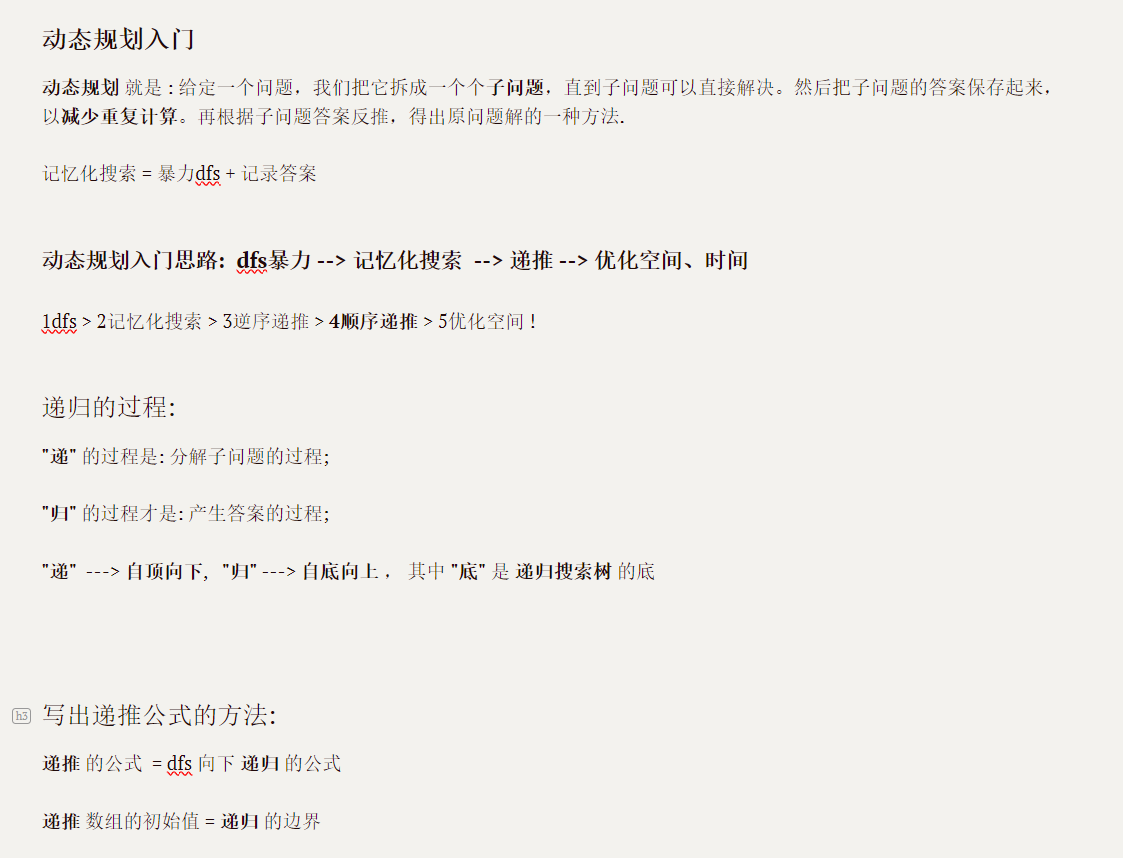 动态规划入门
动态规划 就是 : 给定一个问题，我们把它拆成一个个子问题，直到子问题可以直接解决。然后把子问题的答案保存起来，
以减少重复计算。再根据子问题答案反推，得出原问题解的一种方法.
记忆化搜索 = 暴力dfs + 记录答案
动态规划入门思路: dfs暴力 --> 记忆化搜索 --> 递推 --> 优化空间、时间
1dfs > 2记忆化搜索 > 3逆序递推 > 4顺序递推 > 5优化空间 !
递归的过程:
"递" 的过程是: 分解子问题的过程;
"归" 的过程才是: 产生答案的过程;
"递" ---> 自顶向下, "归" ---> 自底向上 ， 其中 "底" 是 递归搜索树 的底
h3 写出递推公式的方法:
递推 的公式 = dfs 向下 递归 的公式
递推 数组的初始值 = 递归 的边界